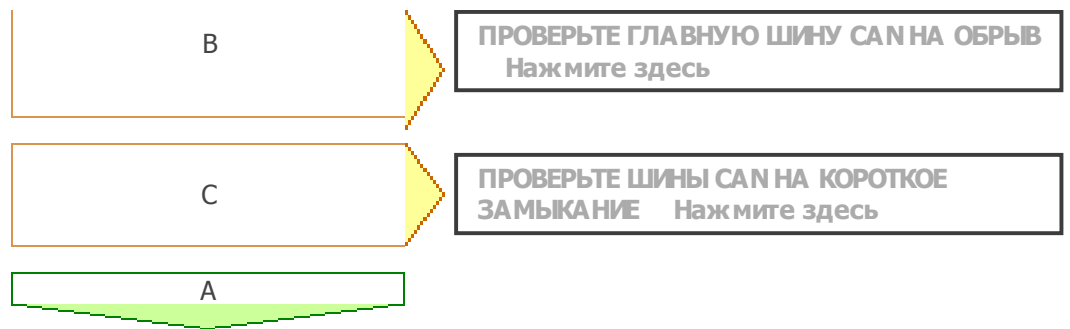 B
ПРОВЕРЬТЕ ГЛАВНУЮ ШИНУ CAN НА ОБРЫВ
Нажмите здесь
C
ПРОВЕРЬТЕ ШИНЫ CAN НА КОРОТКОЕ
ЗАМЫКАНИЕ Нажмите здесь
A